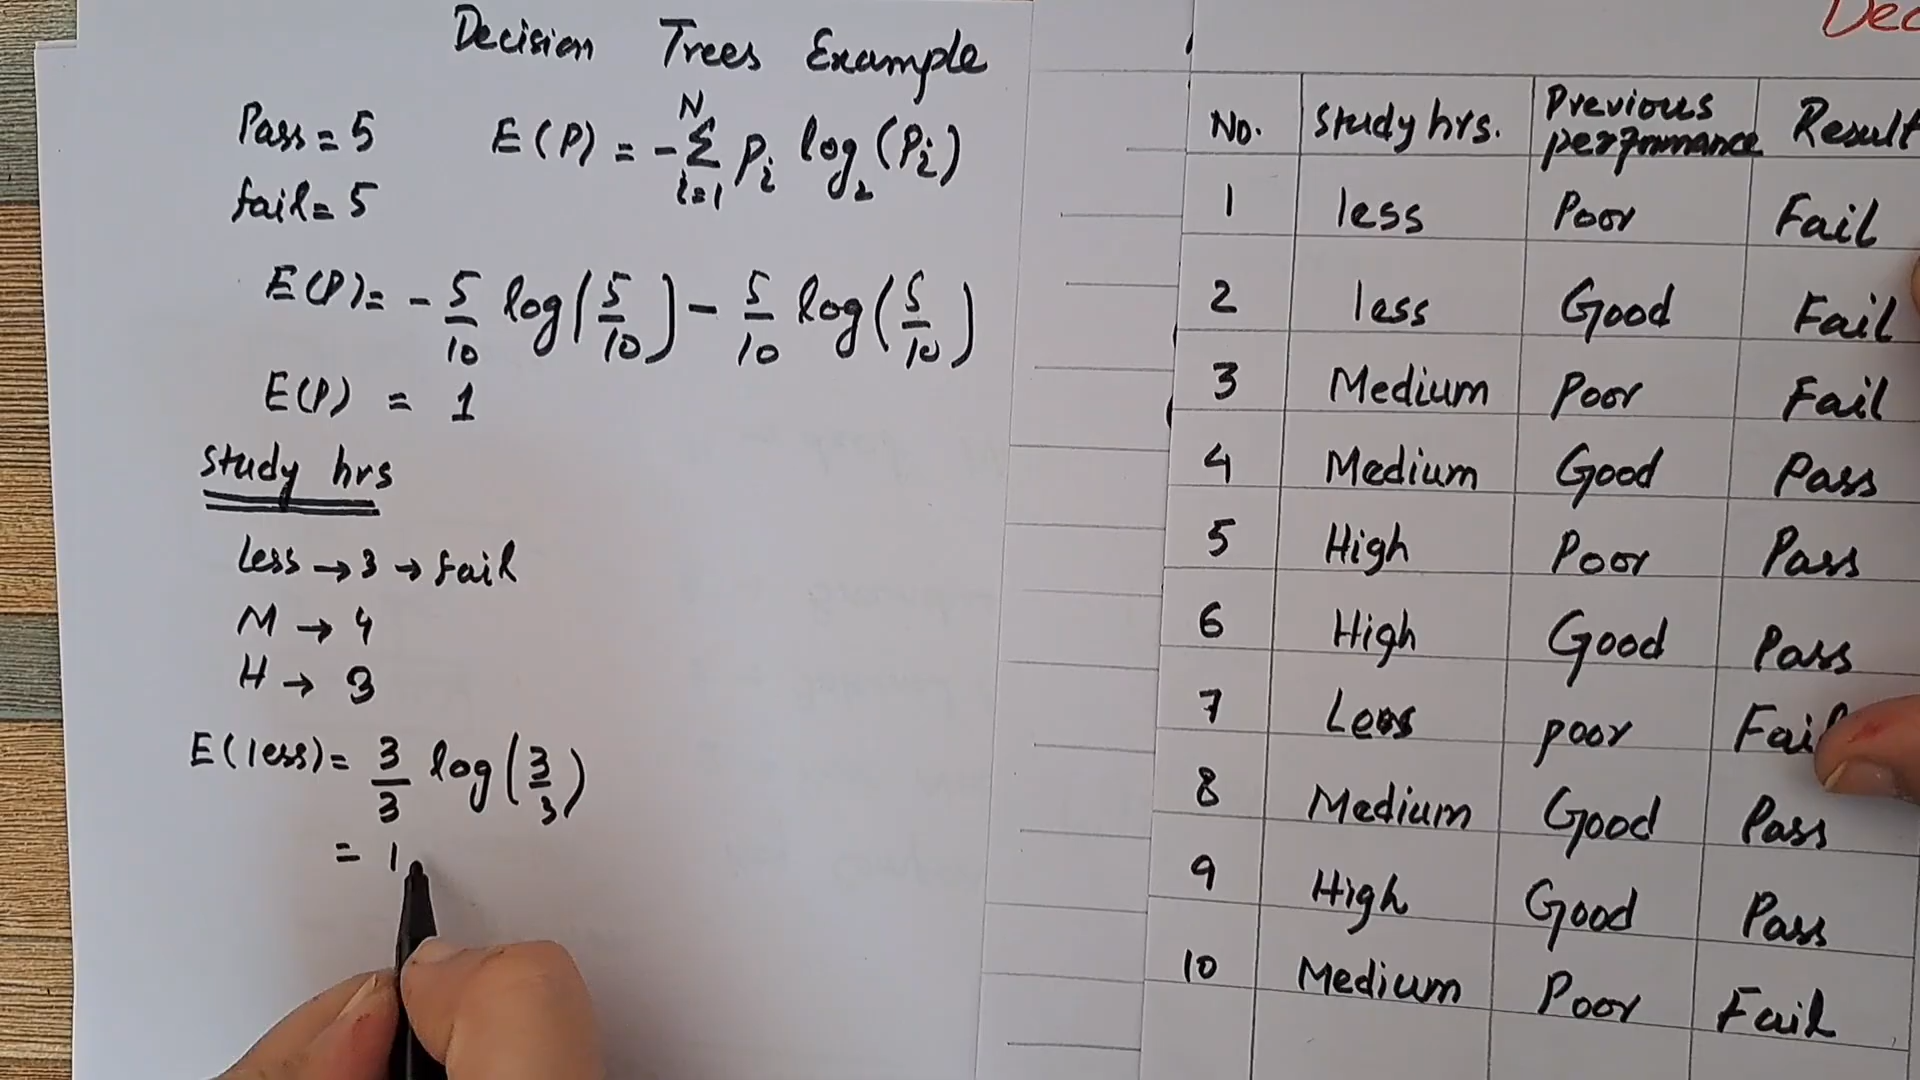 Decision Trees Example
Pass = 5
fail = 5
E(P) = -N∑i=1 Pi log2 (Pi)
E(P) = - 5/10 log(5/10) - 5/10 log(5/10)
E(P) = 1
Study hrs
less → 3 → fail
M → 4
H → 3
E(less) = 3/3 log(3/3)
= 1
No. Study hrs. Previous performance Result
1 less Poor Fail
2 less Good Fail
3 Medium Poor Fail
4 Medium Good Pass
5 High Poor Pass
6 High Good Pass
7 Less poor Fail
8 Medium Good Pass
9 High Good Pass
10 Medium Poor Fail